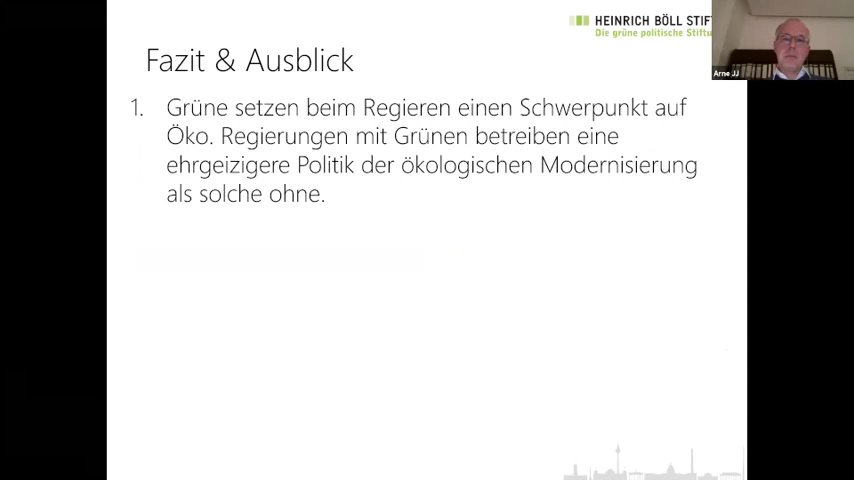 HEINRICH BÖLL STIF
Die grüne politische Stiftu
Arne JJ
Fazit & Ausblick
1. Grüne setzen beim Regieren einen Schwerpunkt auf
Öko. Regierungen mit Grünen betreiben eine
ehrgeizigere Politik der ökologischen Modernisierung
als solche ohne.